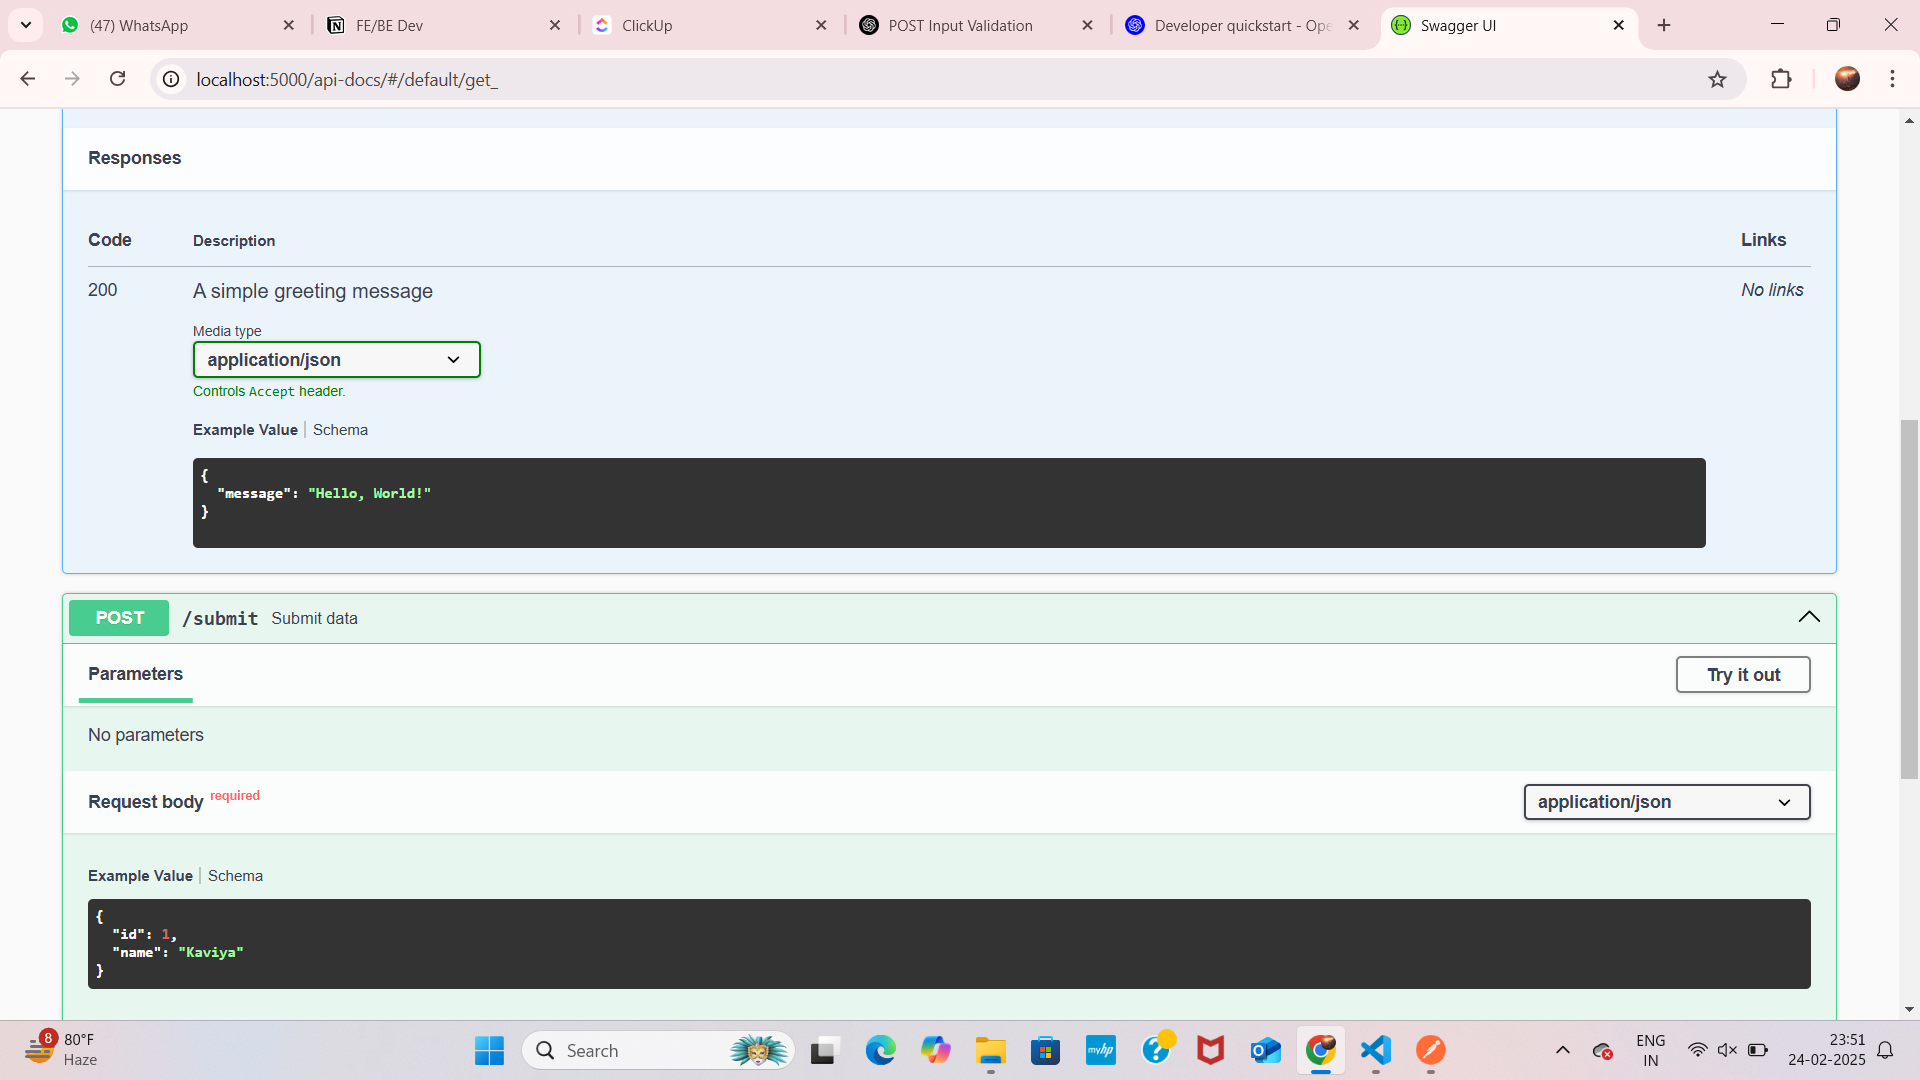 (47) WhatsApp
FE/BE Dev
ClickUp
POST Input Validation
Developer quickstart - Ope
Swagger UI
localhost:5000/api-docs/#/default/get_
Responses
Code Description Links
200 A simple greeting message No links
Media type
application/json
Controls Accept header.
Example Value | Schema
{
"message": "Hello, World!"
}
POST /submit Submit data
Parameters Try it out
No parameters
Request body required application/json
Example Value | Schema
{
"id": 1,
"name": "Kaviya"
}
8
80°F
Haze
Search
myhp
ENG
IN
23:51
24-02-2025